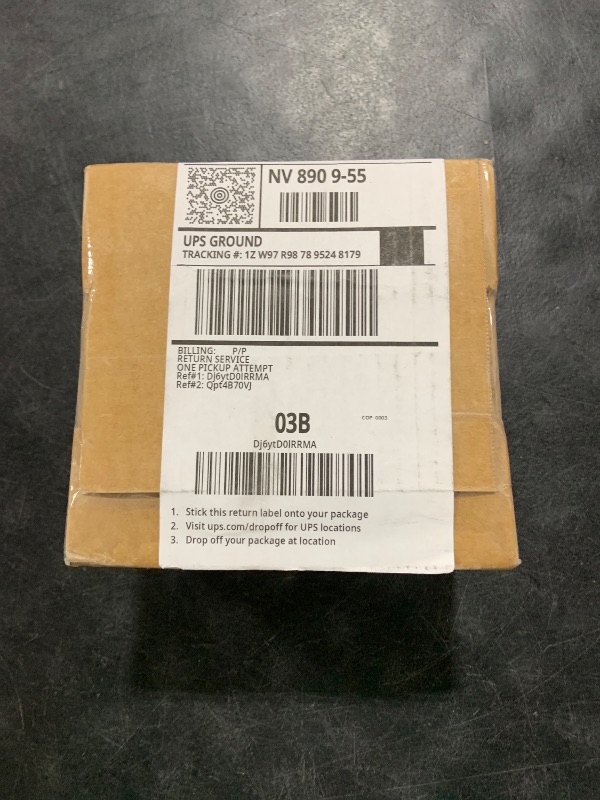 NV 890 9-55
UPS GROUND
TRACKING #: 1Z W97 R98 78 9524 8179
BILLING: P/P
RETURN SERVICE
ONE PICKUP ATTEMPT
Ref#1: Dj6ytD0lRRMA
Ref#2: Qpt4B70VJ
03B
COP 0003
Dj6ytD0lRRMA
1. Stick this return label onto your package
2. Visit ups.com/dropoff for UPS locations
3. Drop off your package at location